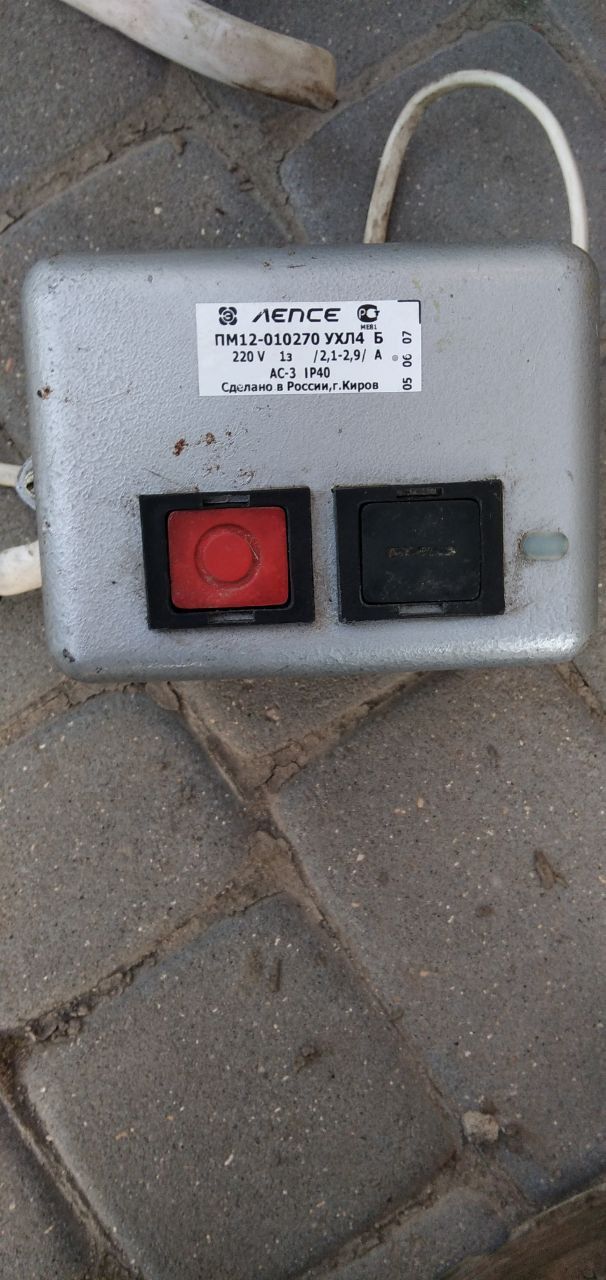 ЛЕПСЕ
МЕ81
ПМ12-010270 УХЛ4 Б
220 V 1з /2,1-2,9/ А
АС-3 IP40
Сделано в России,г.Киров
05 06 07